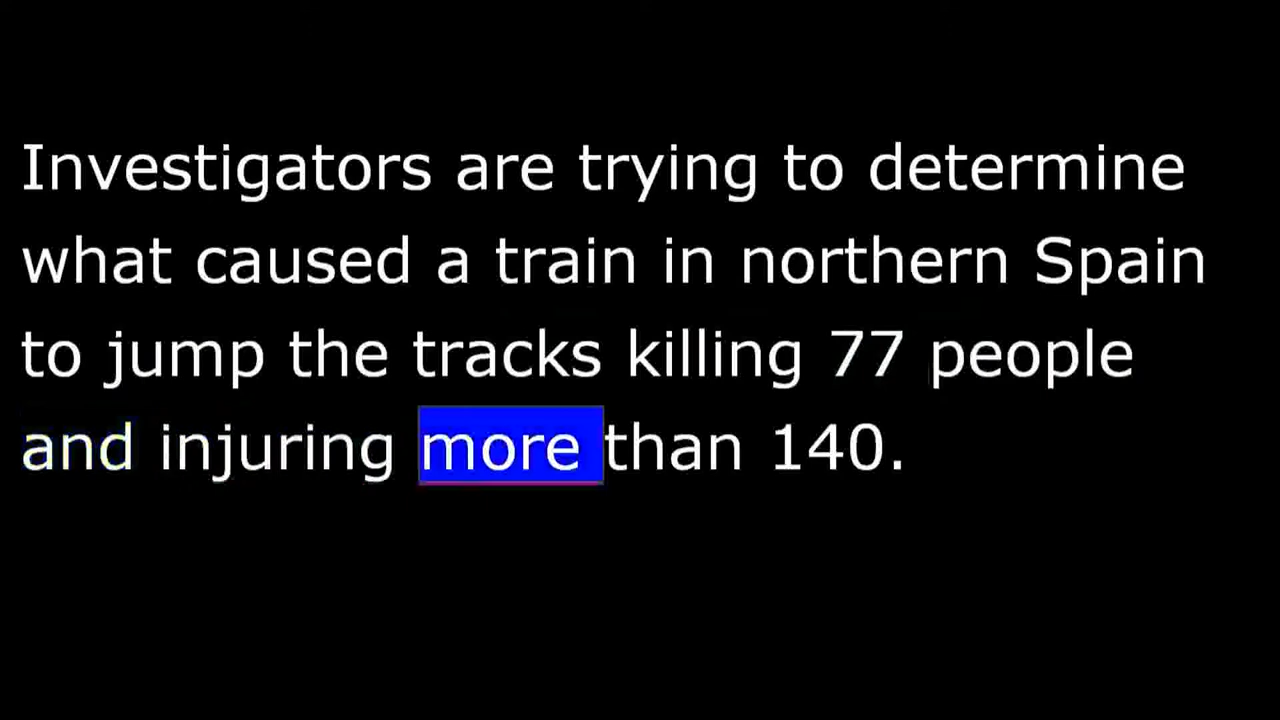 Investigators are trying to determine
what caused a train in northern Spain
to jump the tracks killing 77 people
and injuring more than 140.